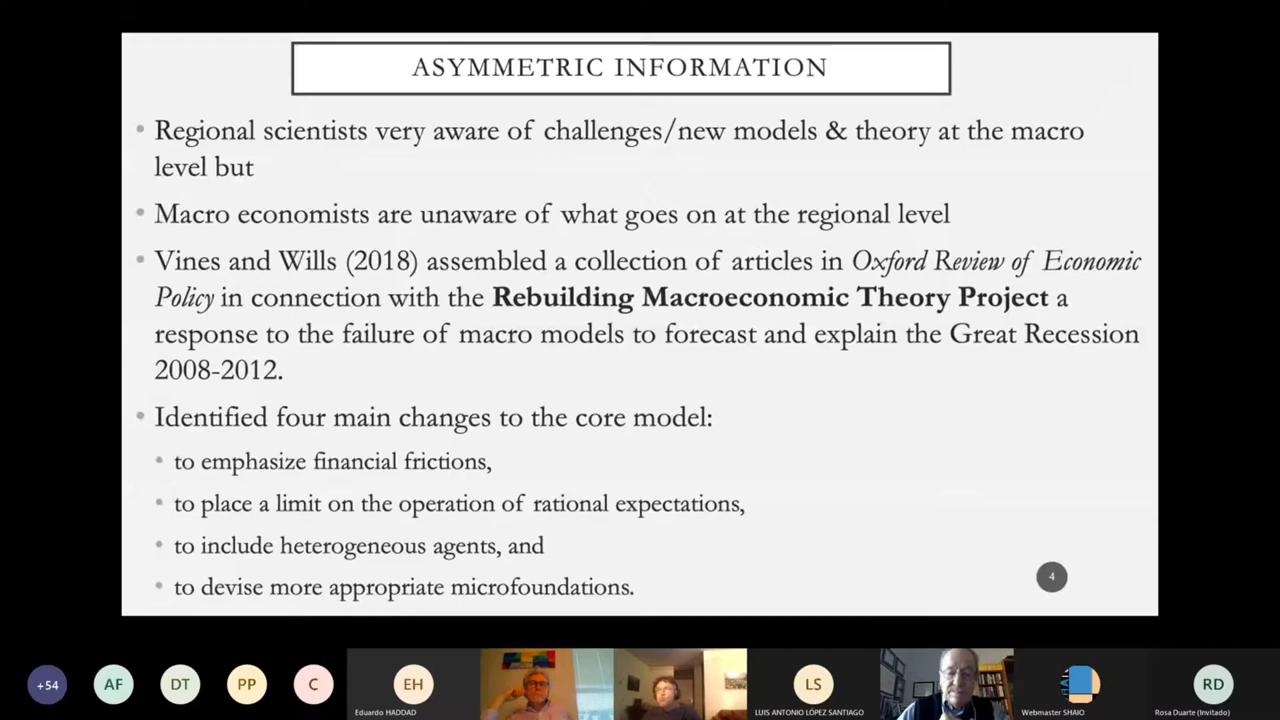 ASYMMETRIC INFORMATION
• Regional scientists very aware of challenges/new models & theory at the macro
level but
• Macro economists are unaware of what goes on at the regional level
• Vines and Wills (2018) assembled a collection of articles in Oxford Review of Economic
Policy in connection with the Rebuilding Macroeconomic Theory Project a
response to the failure of macro models to forecast and explain the Great Recession
2008-2012.
• Identified four main changes to the core model:
• to emphasize financial frictions,
• to place a limit on the operation of rational expectations,
• to include heterogeneous agents, and
• to devise more appropriate microfoundations.
4
+54
AF
DT
PP
C
EH
Eduardo HADDAD
LS
LUIS ANTONIO LÓPEZ SANTIAGO
Webmaster SHAIO
RD
Rosa Duarte (Invitado)